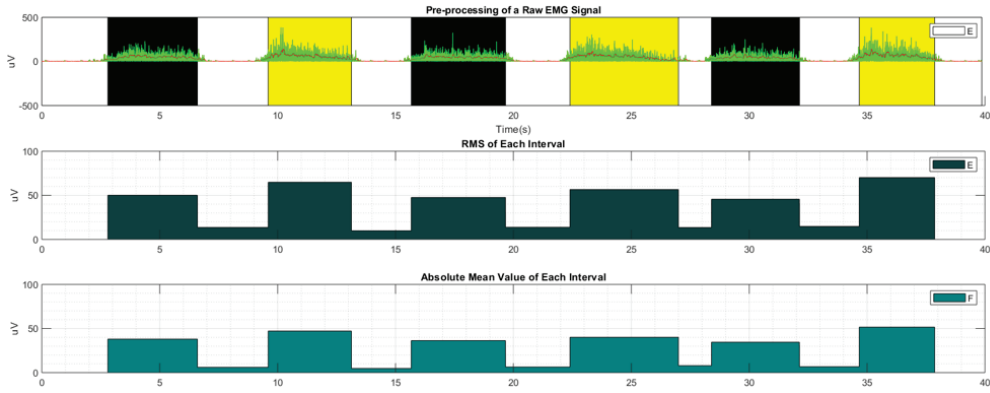 Pre-processing of a Raw EMG Signal
500
E
uV
0
-500
0 5 10 15 20 25 30 35 40
Time(s)
RMS of Each Interval
100
E
uV
50
0
0 5 10 15 20 25 30 35 40
Absolute Mean Value of Each Interval
100
F
uV
50
0
0 5 10 15 20 25 30 35 40